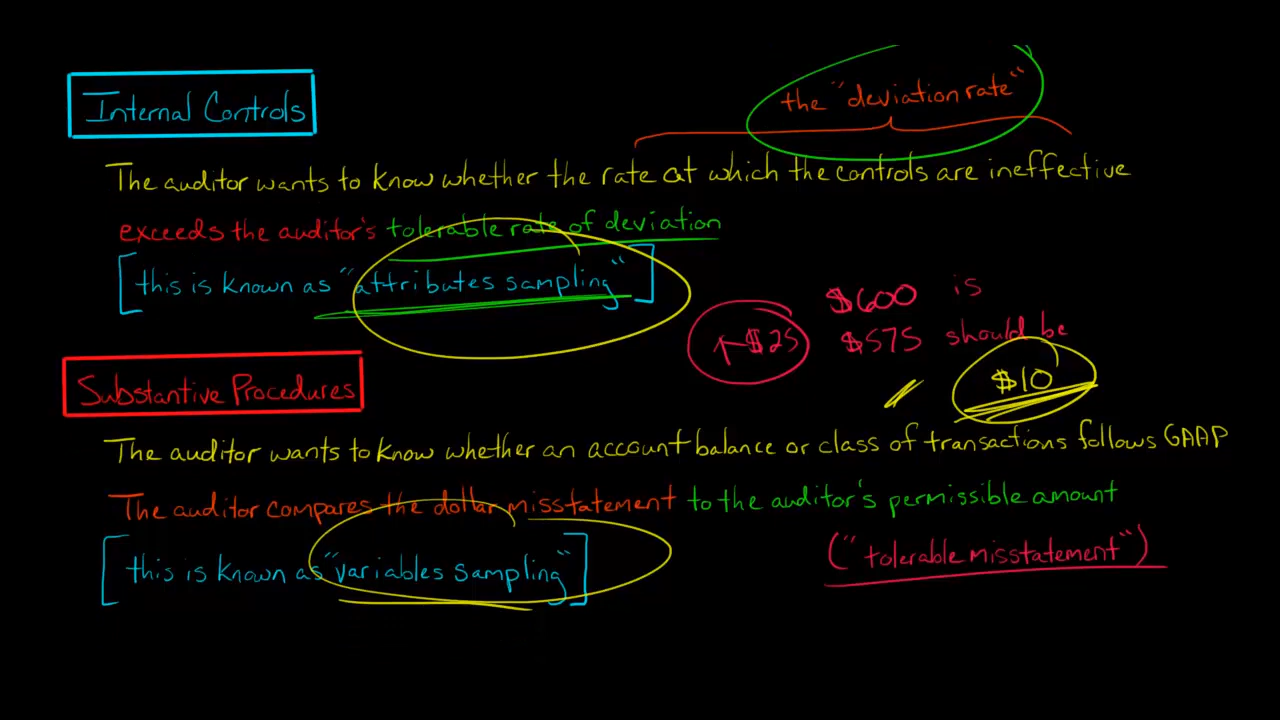 Internal Controls
the "deviation rate"
The auditor wants to know whether the rate at which the controls are ineffective
exceeds the auditor's tolerable rate of deviation
[this is known as "attributes sampling"]
$600 is
↑$25 $575 should be
$10
Substantive Procedures
The auditor wants to know whether an account balance or class of transactions follows GAAP
The auditor compares the dollar misstatement to the auditor's permissible amount
("tolerable misstatement")
[this is known as "variables sampling"]